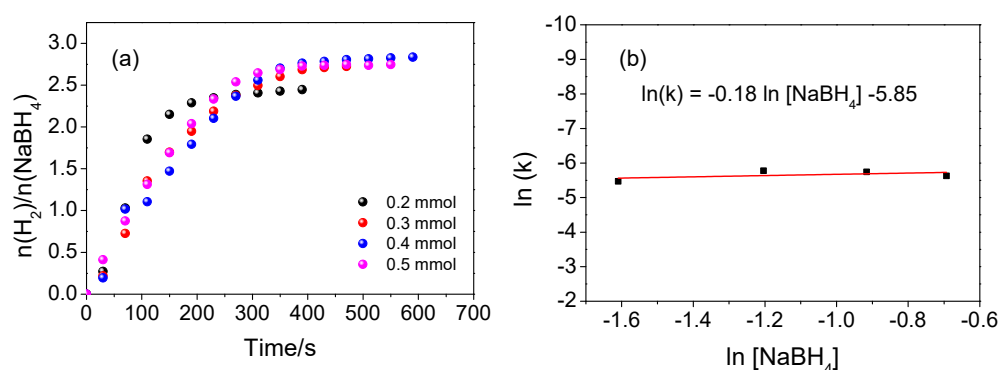 (a)
3.0
2.5
2.0
1.5
1.0
0.5
0.0
n(H₂)/n(NaBH₄)
0.2 mmol
0.3 mmol
0.4 mmol
0.5 mmol
0 100 200 300 400 500 600 700
Time/s
(b)
ln(k) = -0.18 ln [NaBH₄] -5.85
-10
-9
-8
-7
-6
-5
-4
-3
-2
ln (k)
-1.6 -1.4 -1.2 -1.0 -0.8 -0.6
ln [NaBH₄]